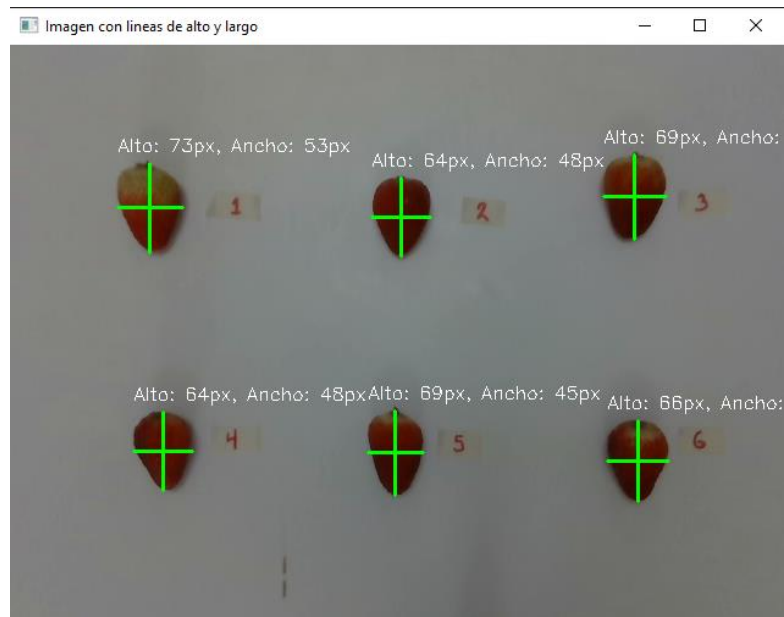 Imagen con lineas de alto y largo
Alto: 73px, Ancho: 53px
Alto: 64px, Ancho: 48px
Alto: 69px, Ancho:
1
2
3
Alto: 64px, Ancho: 48px
Alto: 69px, Ancho: 45px
Alto: 66px, Ancho:
4
5
6